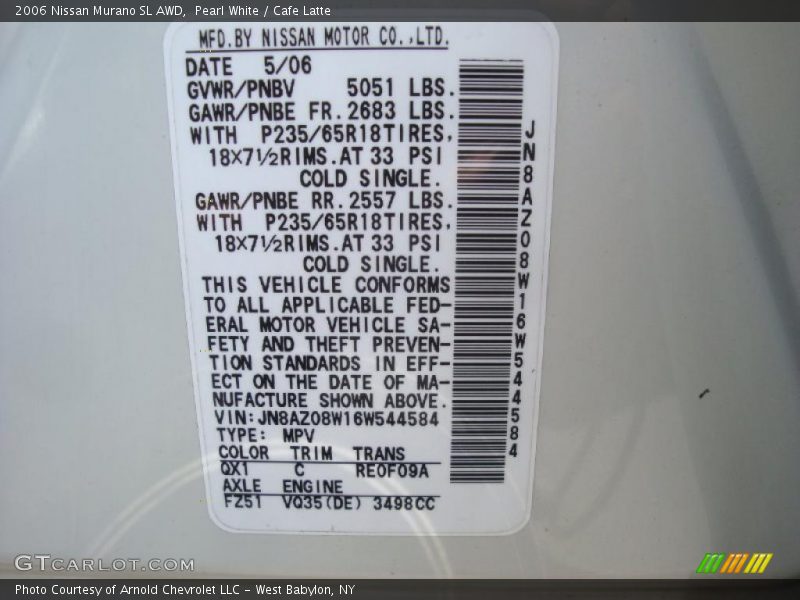 2006 Nissan Murano SL AWD, Pearl White / Cafe Latte
MFD.BY NISSAN MOTOR CO.,LTD.
DATE 5/06
GVWR/PNBV 5051 LBS.
GAWR/PNBE FR.2683 LBS.
WITH P235/65R18TIRES,
18X7½RIMS.AT 33 PSI
COLD SINGLE.
GAWR/PNBE RR.2557 LBS.
WITH P235/65R18TIRES,
18X7½RIMS.AT 33 PSI
COLD SINGLE.
THIS VEHICLE CONFORMS
TO ALL APPLICABLE FED-
ERAL MOTOR VEHICLE SA-
FETY AND THEFT PREVEN-
TION STANDARDS IN EFF-
ECT ON THE DATE OF MA-
NUFACTURE SHOWN ABOVE.
VIN:JN8AZ08W16W544584
TYPE: MPV
COLOR TRIM TRANS
QX1 C RE0F09A
AXLE ENGINE
FZ51 VQ35(DE) 3498CC
JN8AZ08W16W544584
GTCARLOT.COM
Photo Courtesy of Arnold Chevrolet LLC - West Babylon, NY